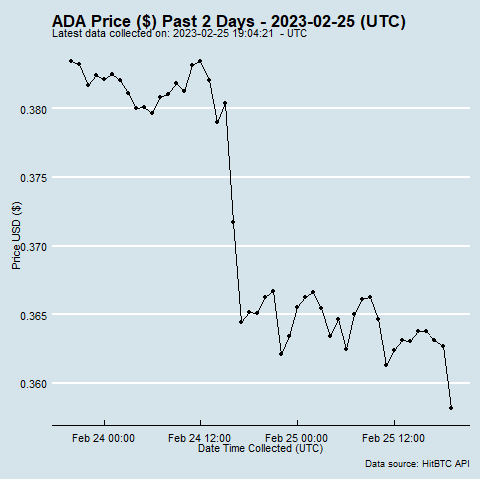 ADA Price ($) Past 2 Days - 2023-02-25 (UTC)
Latest data collected on: 2023-02-25 19:04:21 - UTC
0.380
0.375
0.370
0.365
0.360
Price USD ($)
Feb 24 00:00
Feb 24 12:00
Feb 25 00:00
Feb 25 12:00
Date Time Collected (UTC)
Data source: HitBTC API